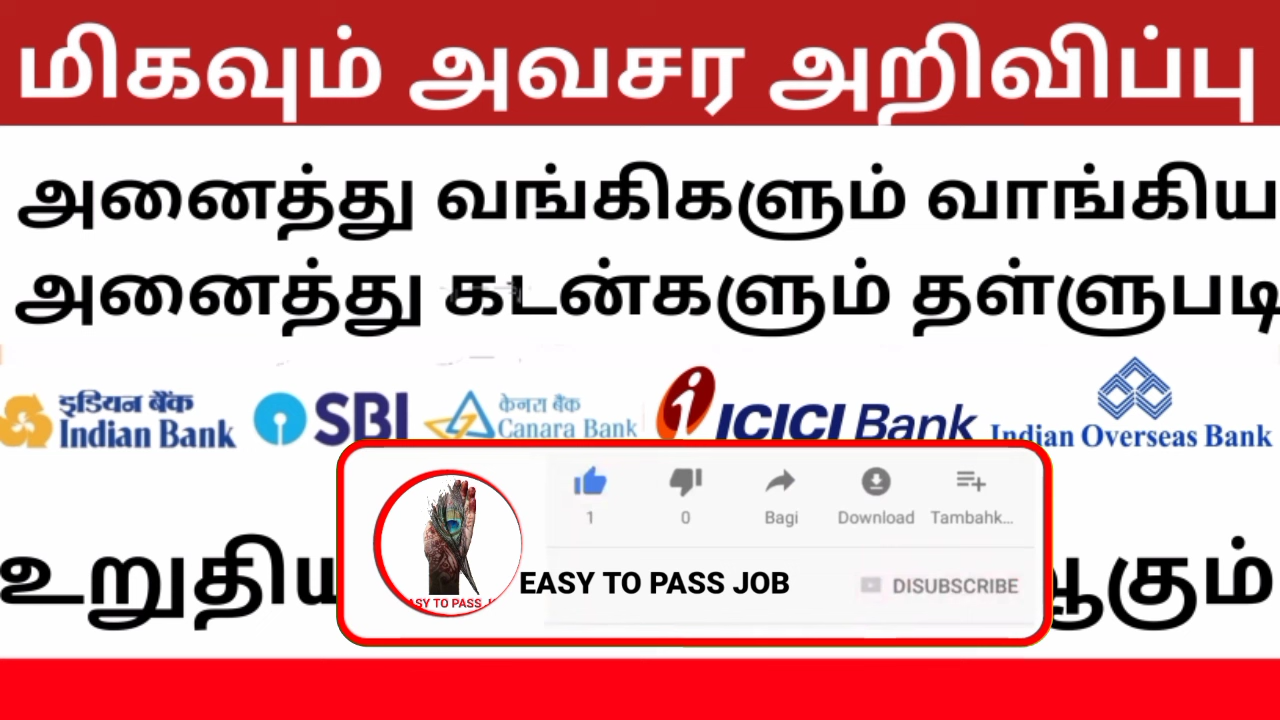 மிகவும் அவசர அறிவிப்பு
அனைத்து வங்கிகளும் வாங்கிய
அனைத்து கடன்களும் தள்ளுபடி
इंडियन बैंक
Indian Bank
SBI
केनरा बैंक
Canara Bank
i ICICI Bank
Indian Overseas Bank
1 0 Bagi Download Tambahk...
EASY TO PASS JOB
DISUBSCRIBE
ஆகும்